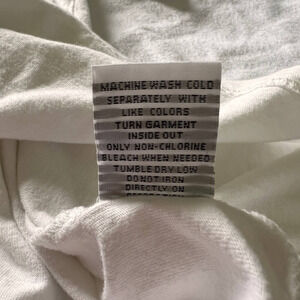 MACHINE WASH COLD
SEPARATELY WITH
LIKE COLORS
TURN GARMENT
INSIDE OUT
ONLY NON-CHLORINE
BLEACH WHEN NEEDED
TUMBLE DRY LOW
DO NOT IRON
DIRECTLY ON